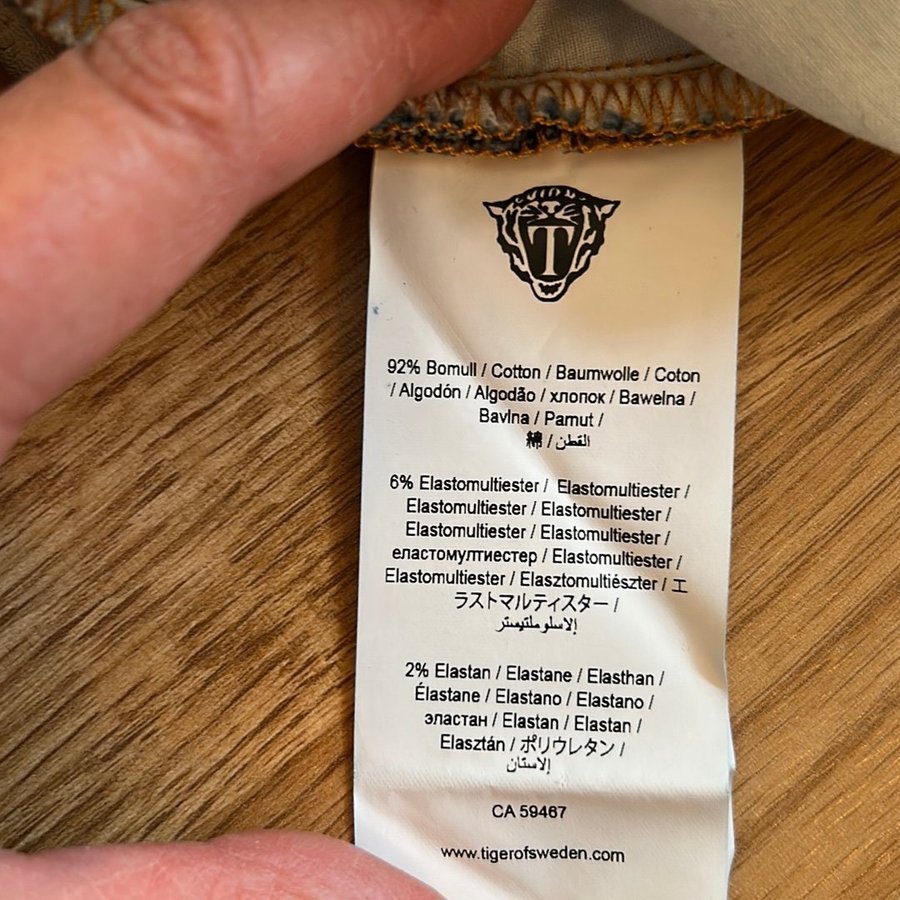 T
92% Bomull / Cotton / Baumwolle / Coton
/ Algodón / Algodão / хлопок / Bawelna /
Bavlna / Pamut /
綿 / القطن
6% Elastomultiester / Elastomultiester /
Elastomultiester / Elastomultiester /
Elastomultiester / Elastomultiester /
еластомултиестер / Elastomultiester /
Elastomultiester / Elasztomultiészter / エ
ラストマルティスター /
إلاسلوملتيستر
2% Elastan / Elastane / Elasthan /
Élastane / Elastano / Elastano /
эластан / Elastan / Elastan /
Elasztán / ポリウレタン /
إلاستان
CA 59467
www.tigerofsweden.com